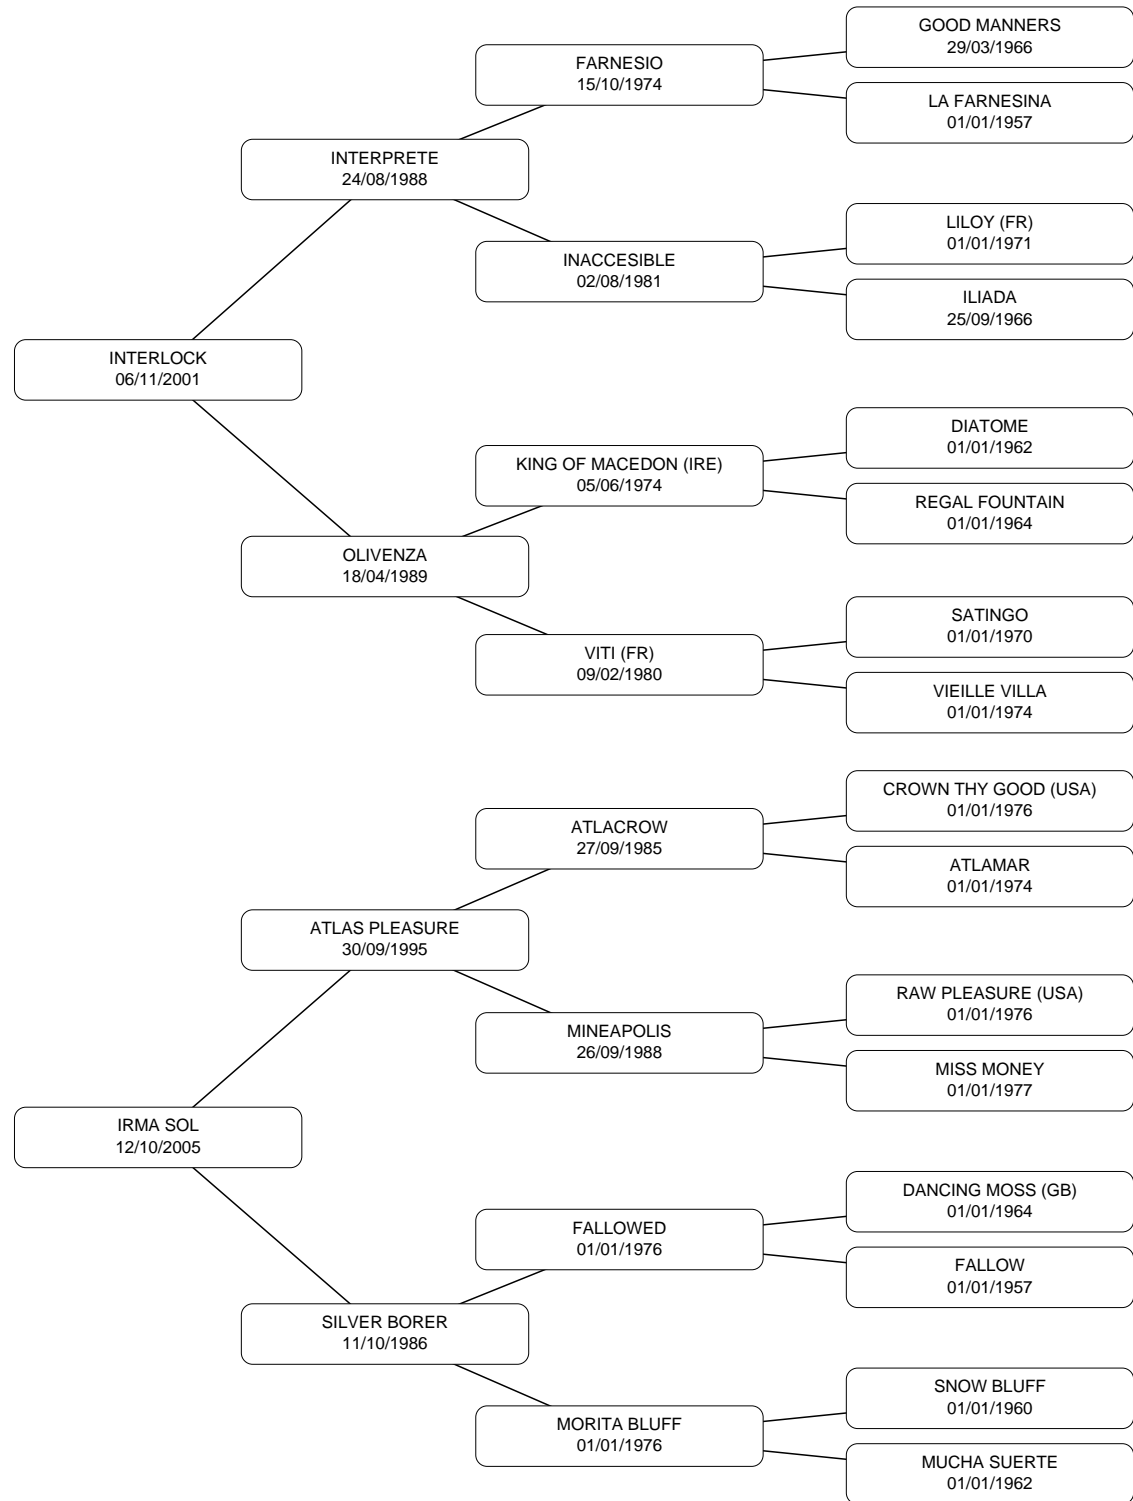 GOOD MANNERS
29/03/1966
FARNESIO
15/10/1974
LA FARNESINA
01/01/1957
INTERPRETE
24/08/1988
LILOY (FR)
01/01/1971
INACCESIBLE
02/08/1981
ILIADA
25/09/1966
INTERLOCK
06/11/2001
DIATOME
01/01/1962
KING OF MACEDON (IRE)
05/06/1974
REGAL FOUNTAIN
01/01/1964
OLIVENZA
18/04/1989
SATINGO
01/01/1970
VITI (FR)
09/02/1980
VIEILLE VILLA
01/01/1974
CROWN THY GOOD (USA)
01/01/1976
ATLACROW
27/09/1985
ATLAMAR
01/01/1974
ATLAS PLEASURE
30/09/1995
RAW PLEASURE (USA)
01/01/1976
MINEAPOLIS
26/09/1988
MISS MONEY
01/01/1977
IRMA SOL
12/10/2005
DANCING MOSS (GB)
01/01/1964
FALLOWED
01/01/1976
FALLOW
01/01/1957
SILVER BORER
11/10/1986
SNOW BLUFF
01/01/1960
MORITA BLUFF
01/01/1976
MUCHA SUERTE
01/01/1962